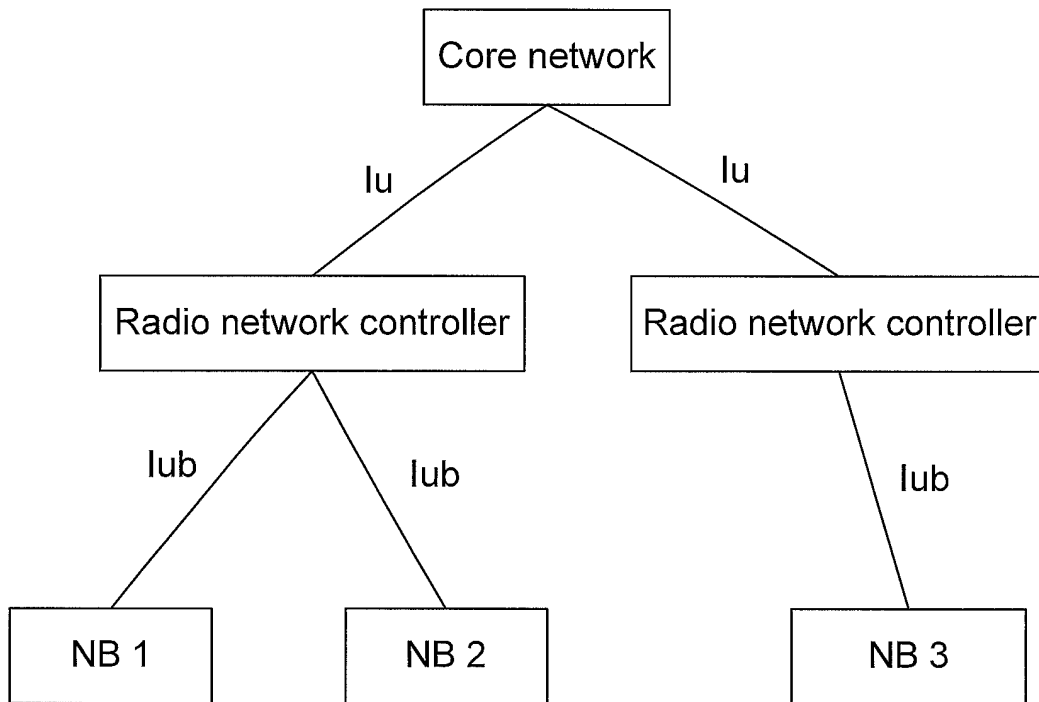 Core network
Iu
Iu
Radio network controller
Radio network controller
Iub
Iub
Iub
NB 1
NB 2
NB 3